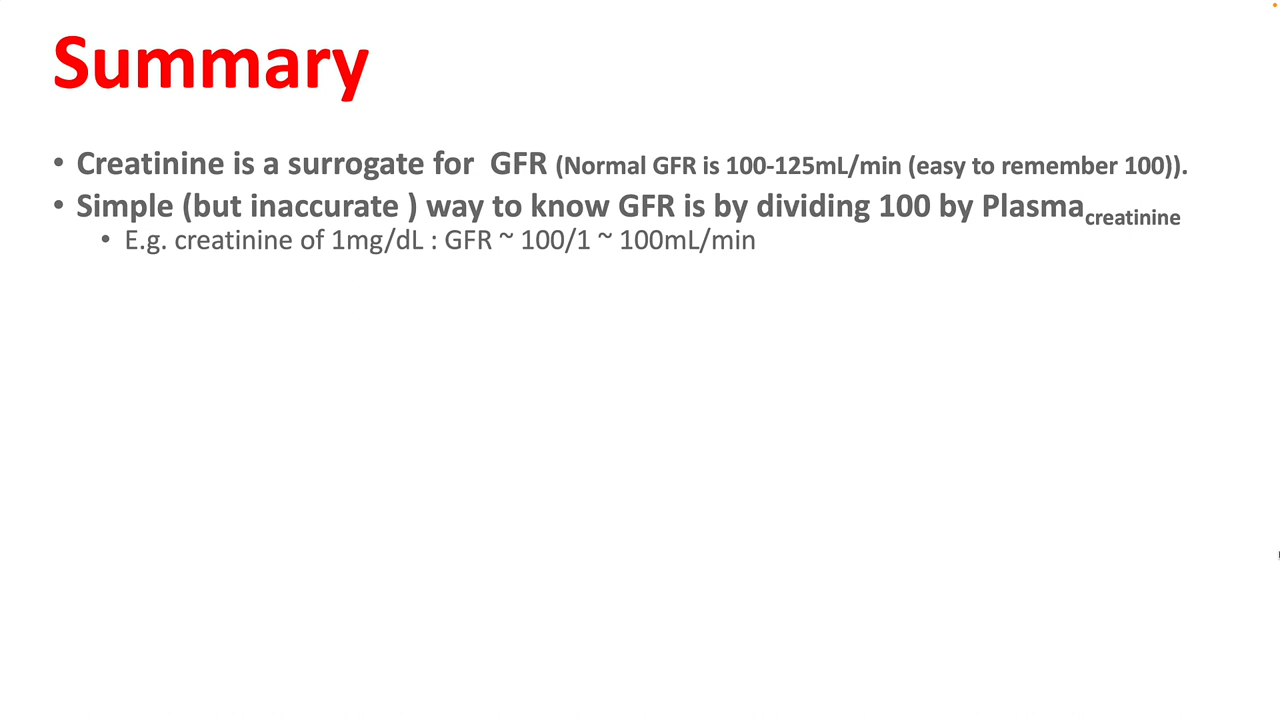 Summary
• Creatinine is a surrogate for  GFR (Normal GFR is 100-125mL/min (easy to remember 100)).
• Simple (but inaccurate ) way to know GFR is by dividing 100 by Plasmacreatinine
• E.g. creatinine of 1mg/dL : GFR ~ 100/1 ~ 100mL/min